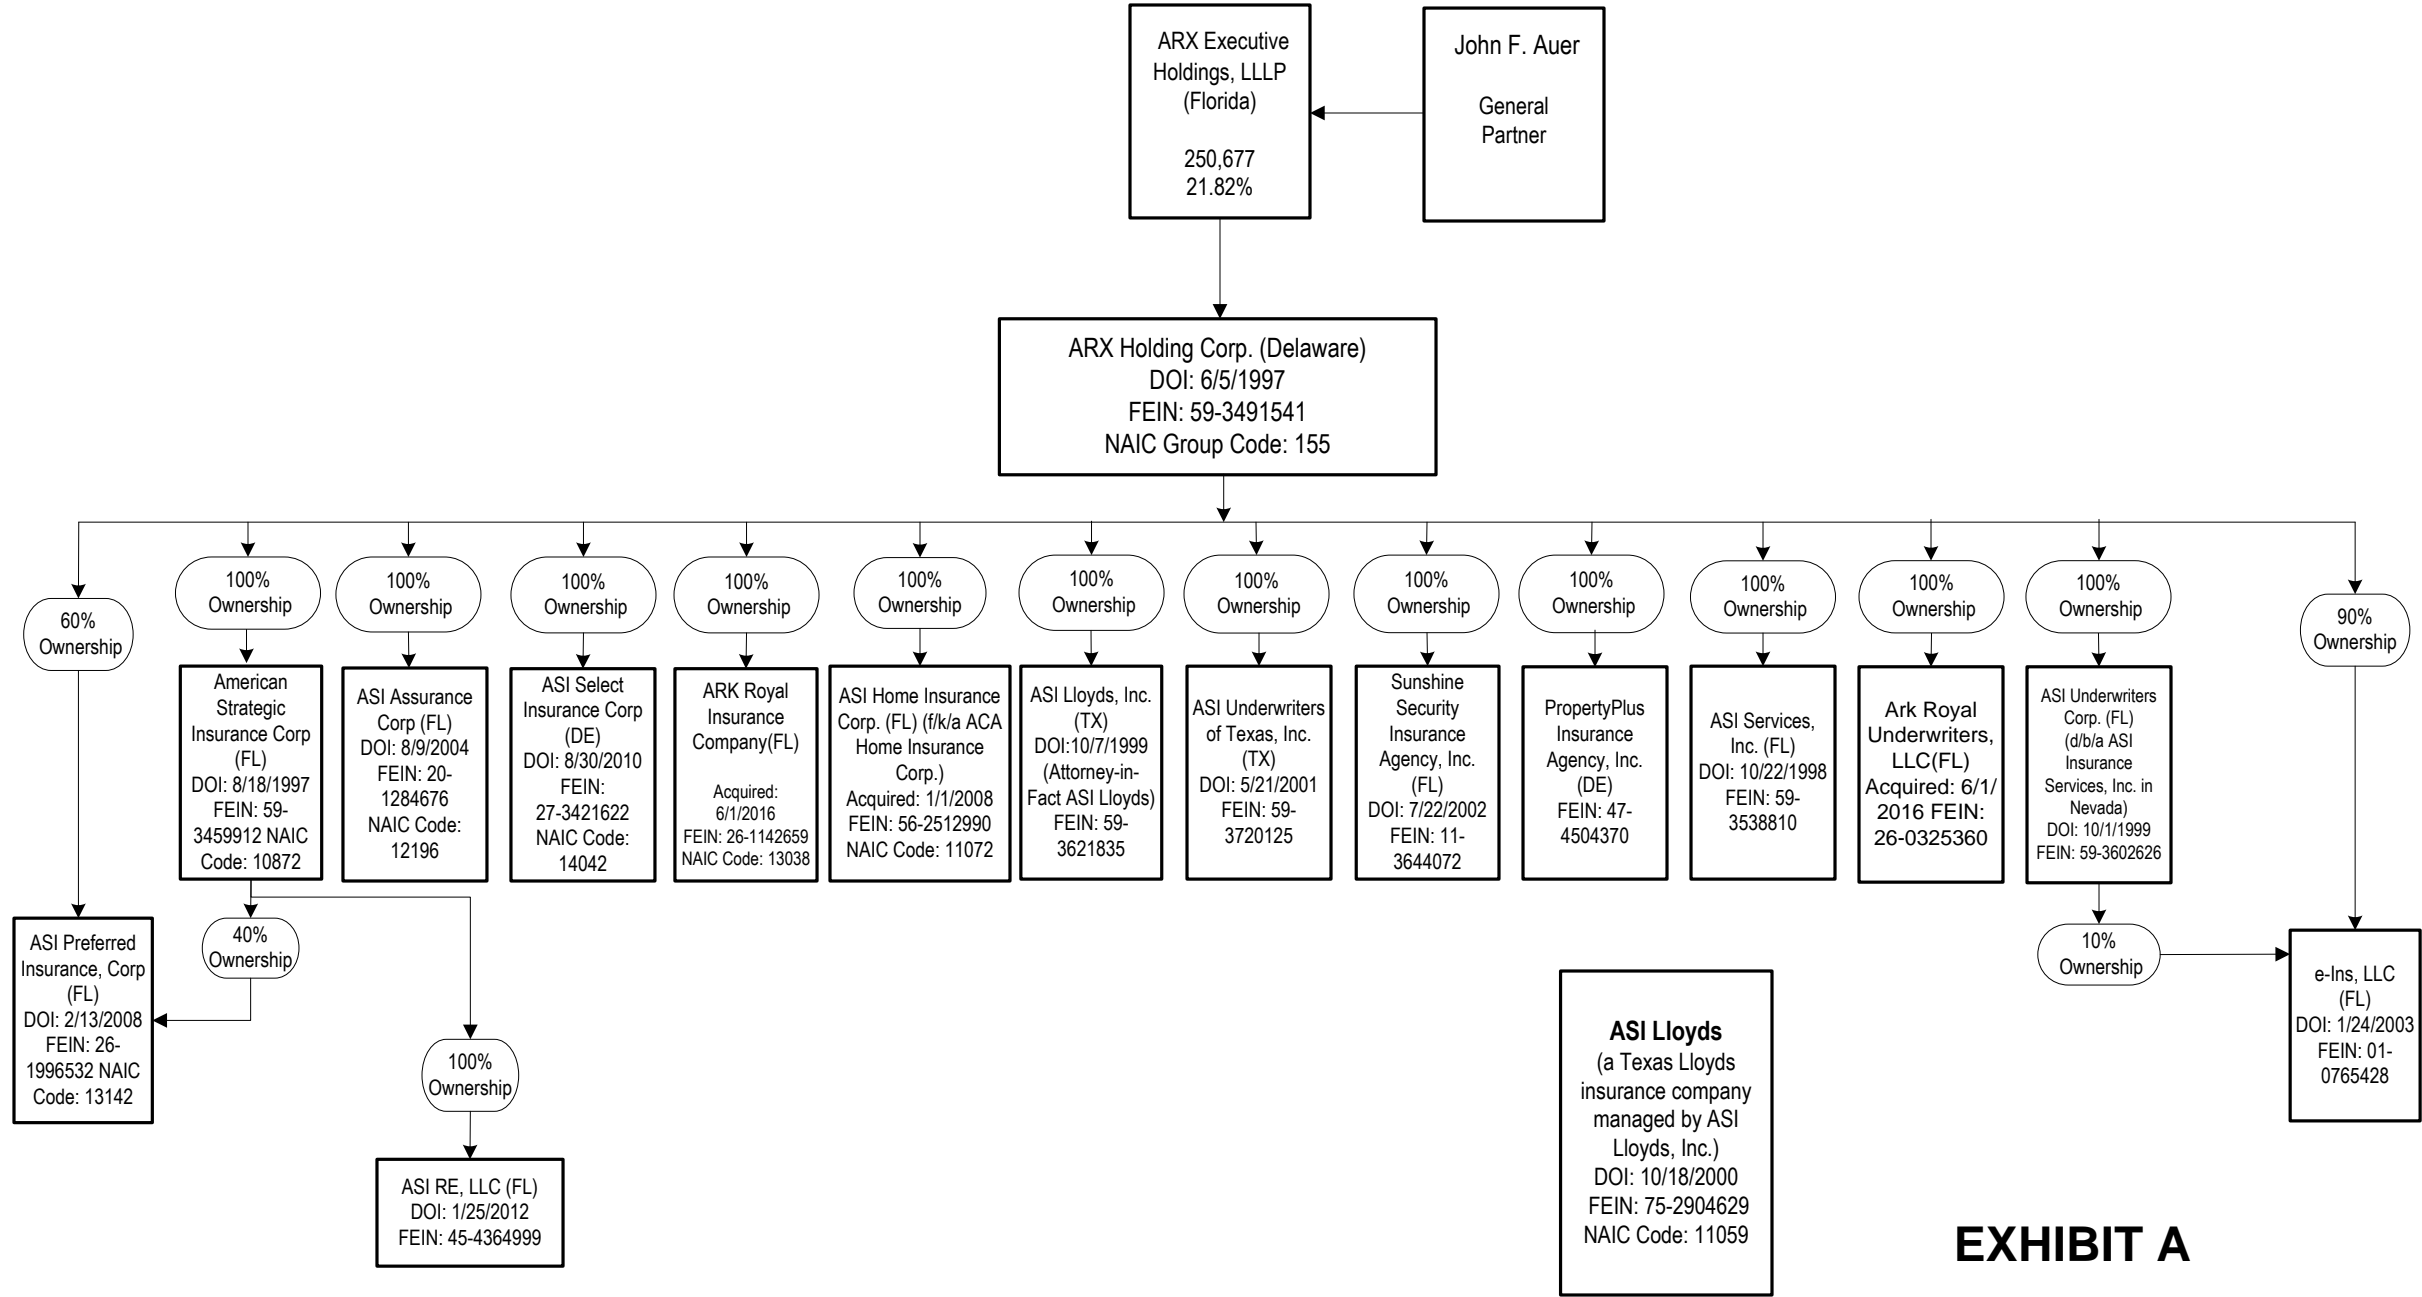 ARX Executive
Holdings, LLLP
(Florida)
250,677
21.82%
John F. Auer
General
Partner
ARX Holding Corp. (Delaware)
DOI: 6/5/1997
FEIN: 59-3491541
NAIC Group Code: 155
60%
Ownership
100%
Ownership
100%
Ownership
100%
Ownership
100%
Ownership
100%
Ownership
100%
Ownership
100%
Ownership
100%
Ownership
100%
Ownership
100%
Ownership
100%
Ownership
100%
Ownership
90%
Ownership
American
Strategic
Insurance Corp
(FL)
DOI: 8/18/1997
FEIN: 59-
3459912 NAIC
Code: 10872
ASI Assurance
Corp (FL)
DOI: 8/9/2004
FEIN: 20-
1284676
NAIC Code:
12196
ASI Select
Insurance Corp
(DE)
DOI: 8/30/2010
FEIN:
27-3421622
NAIC Code:
14042
ARK Royal
Insurance
Company(FL)
Acquired:
6/1/2016
FEIN: 26-1142659
NAIC Code: 13038
ASI Home Insurance
Corp. (FL) (f/k/a ACA
Home Insurance
Corp.)
Acquired: 1/1/2008
FEIN: 56-2512990
NAIC Code: 11072
ASI Lloyds, Inc.
(TX)
DOI:10/7/1999
(Attorney-in-
Fact ASI Lloyds)
FEIN: 59-
3621835
ASI Underwriters
of Texas, Inc.
(TX)
DOI: 5/21/2001
FEIN: 59-
3720125
Sunshine
Security
Insurance
Agency, Inc.
(FL)
DOI: 7/22/2002
FEIN: 11-
3644072
PropertyPlus
Insurance
Agency, Inc.
(DE)
FEIN: 47-
4504370
ASI Services,
Inc. (FL)
DOI: 10/22/1998
FEIN: 59-
3538810
Ark Royal
Underwriters,
LLC(FL)
Acquired: 6/1/
2016 FEIN:
26-0325360
ASI Underwriters
Corp. (FL)
(d/b/a ASI
Insurance
Services, Inc. in
Nevada)
DOI: 10/1/1999
FEIN: 59-3602626
ASI Preferred
Insurance, Corp
(FL)
DOI: 2/13/2008
FEIN: 26-
1996532 NAIC
Code: 13142
40%
Ownership
100%
Ownership
ASI RE, LLC (FL)
DOI: 1/25/2012
FEIN: 45-4364999
10%
Ownership
e-Ins, LLC
(FL)
DOI: 1/24/2003
FEIN: 01-
0765428
ASI Lloyds
(a Texas Lloyds
insurance company
managed by ASI
Lloyds, Inc.)
DOI: 10/18/2000
FEIN: 75-2904629
NAIC Code: 11059
EXHIBIT A